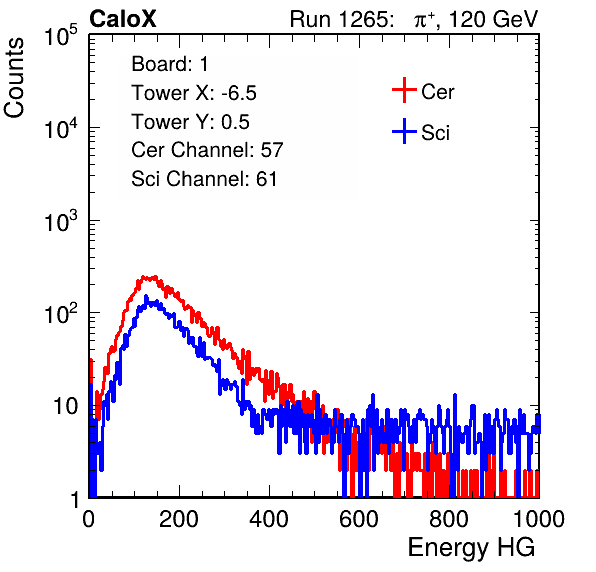 CaloX Run 1265: π⁺, 120 GeV
Counts
10⁵
10⁴
10³
10²
10
1
Board: 1
Tower X: -6.5
Tower Y: 0.5
Cer Channel: 57
Sci Channel: 61
Cer
Sci
0 200 400 600 800 1000
Energy HG